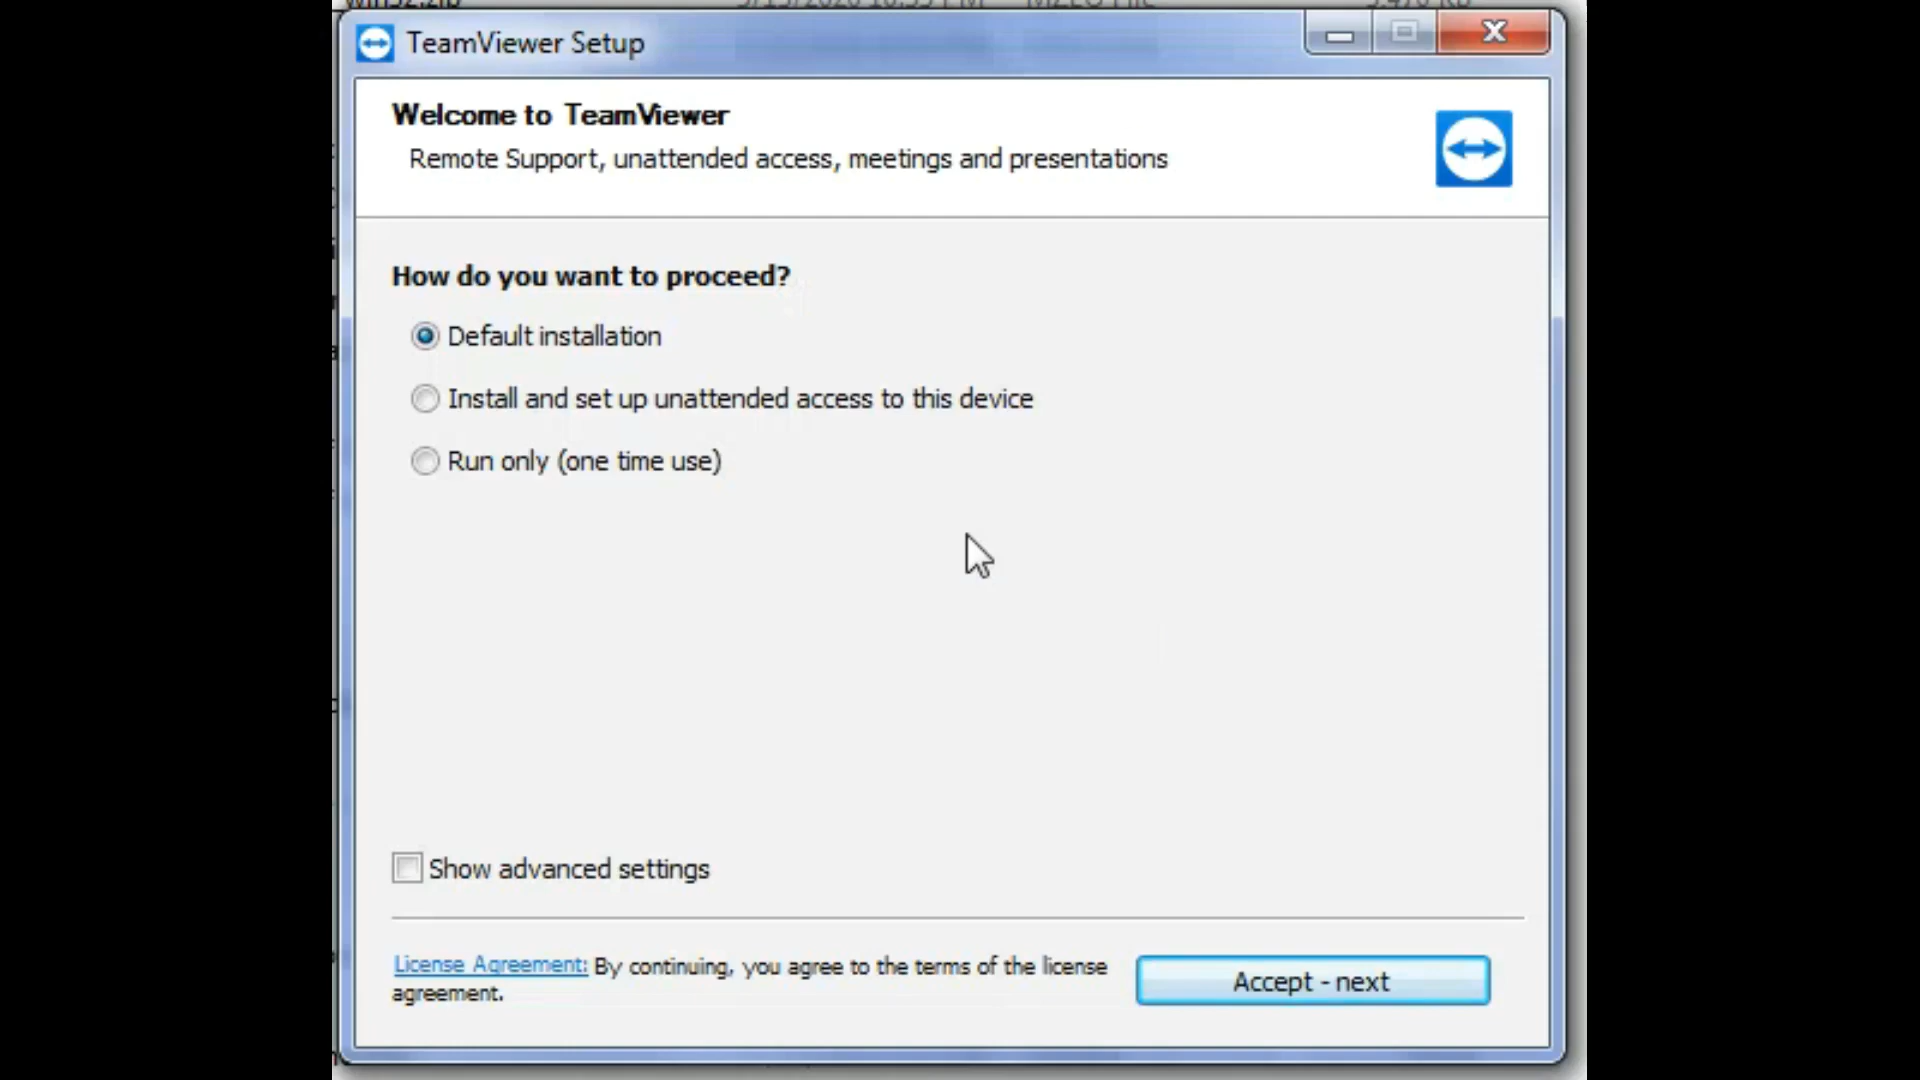 TeamViewer Setup
Welcome to TeamViewer
Remote Support, unattended access, meetings and presentations
How do you want to proceed?
Default installation
Install and set up unattended access to this device
Run only (one time use)
Show advanced settings
License Agreement: By continuing, you agree to the terms of the license
agreement.
Accept - next